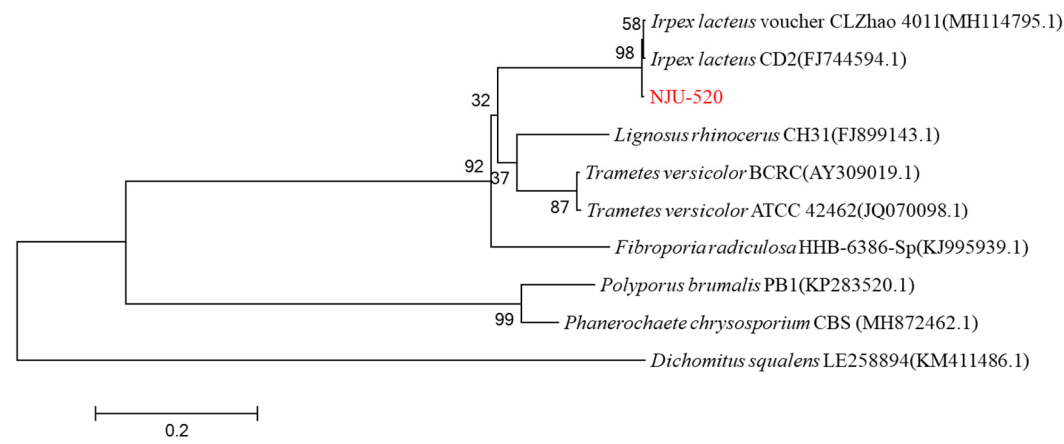 58 Irpex lacteus voucher CLZhao 4011(MH114795.1)
98 Irpex lacteus CD2(FJ744594.1)
NJU-520
32
Lignosus rhinocerus CH31(FJ899143.1)
92
37
Trametes versicolor BCRC(AY309019.1)
87 Trametes versicolor ATCC 42462(JQ070098.1)
Fibroporia radiculosa HHB-6386-Sp(KJ995939.1)
Polyporus brumalis PB1(KP283520.1)
99 Phanerochaete chrysosporium CBS (MH872462.1)
Dichomitus squalens LE258894(KM411486.1)
0.2